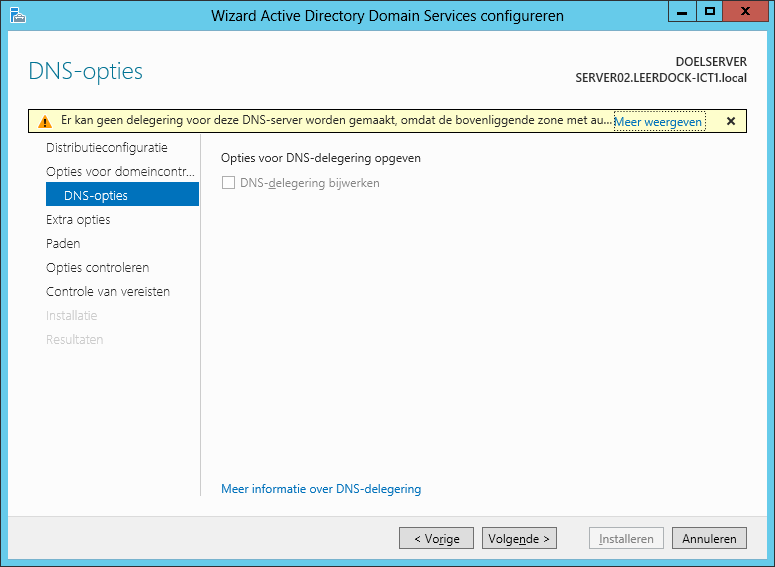 Wizard Active Directory Domain Services configureren
DNS-opties
DOELSERVER
SERVER02.LEERDOCK-ICT1.local
Er kan geen delegering voor deze DNS-server worden gemaakt, omdat de bovenliggende zone met au... Meer weergeven
Distributieconfiguratie
Opties voor domeincontr...
DNS-opties
Extra opties
Paden
Opties controleren
Controle van vereisten
Installatie
Resultaten
Opties voor DNS-delegering opgeven
DNS-delegering bijwerken
Meer informatie over DNS-delegering
< Vorige
Volgende >
Installeren
Annuleren